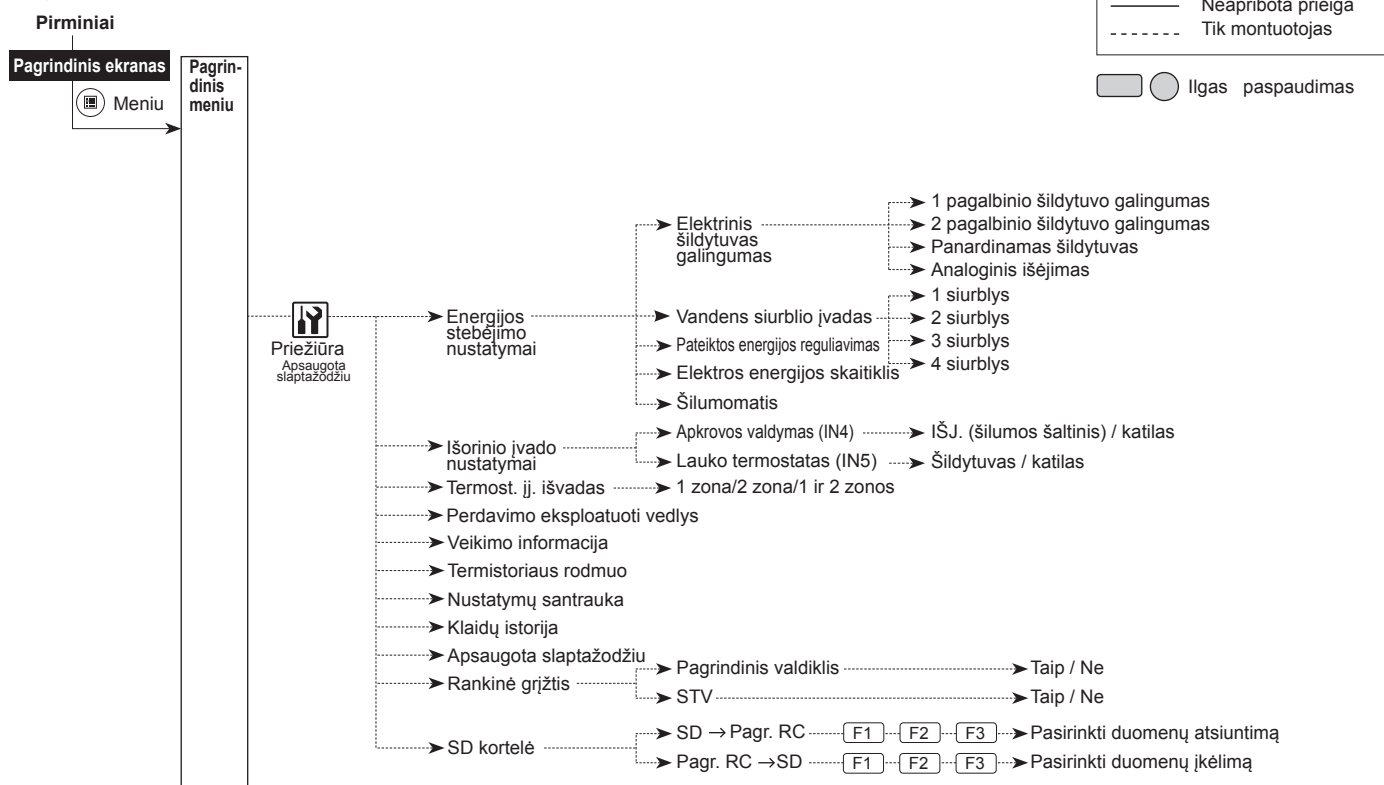 Pirminiai
Pagrindinis ekranas
Meniu
Pagrin-
dinis
meniu
Neapribota prieiga
Tik montuotojas
Ilgas paspaudimas
Priežiūra
Apsaugota
slaptažodžiu
Energijos
stebėjimo
nustatymai
Elektrinis
šildytuvas
galingumas
1 pagalbinio šildytuvo galingumas
2 pagalbinio šildytuvo galingumas
Panardinamas šildytuvas
Analoginis išėjimas
Vandens siurblio įvadas
1 siurblys
2 siurblys
3 siurblys
4 siurblys
Pateiktos energijos reguliavimas
Elektros energijos skaitiklis
Šilumomatis
Išorinio įvado
nustatymai
Apkrovos valdymas (IN4)
IŠJ. (šilumos šaltinis) / katilas
Lauko termostatas (IN5)
Šildytuvas / katilas
Termost. įj. išvadas
1 zona/2 zona/1 ir 2 zonos
Perdavimo eksploatuoti vedlys
Veikimo informacija
Termistoriaus rodmuo
Nustatymų santrauka
Klaidų istorija
Apsaugota slaptažodžiu
Rankinė grįžtis
Pagrindinis valdiklis
Taip / Ne
STV
Taip / Ne
SD kortelė
SD → Pagr. RC F1 F2 F3 Pasirinkti duomenų atsiuntimą
Pagr. RC →SD F1 F2 F3 Pasirinkti duomenų įkėlimą